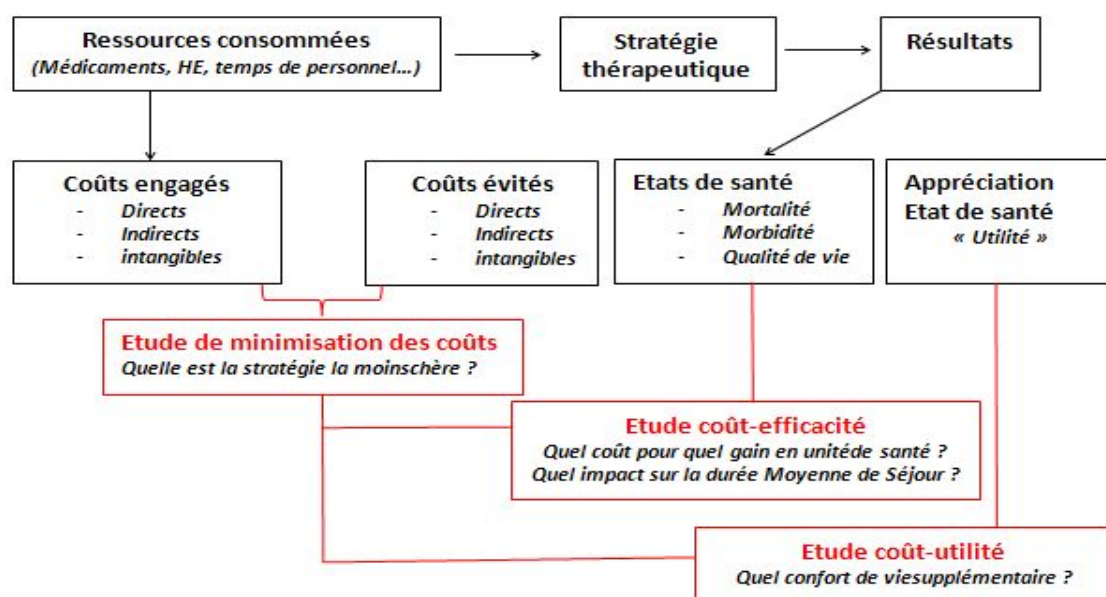 Ressources consommées
(Médicaments, HE, temps de personnel...)
Stratégie
thérapeutique
Résultats
Coûts engagés
- Directs
- Indirects
- intangibles
Coûts évités
- Directs
- Indirects
- intangibles
Etats de santé
- Mortalité
- Morbidité
- Qualité de vie
Appréciation
Etat de santé
« Utilité »
Etude de minimisation des coûts
Quelle est la stratégie la moinschère ?
Etude coût-efficacité
Quel coût pour quel gain en unitéde santé ?
Quel impact sur la durée Moyenne de Séjour ?
Etude coût-utilité
Quel confort de viesupplémentaire ?